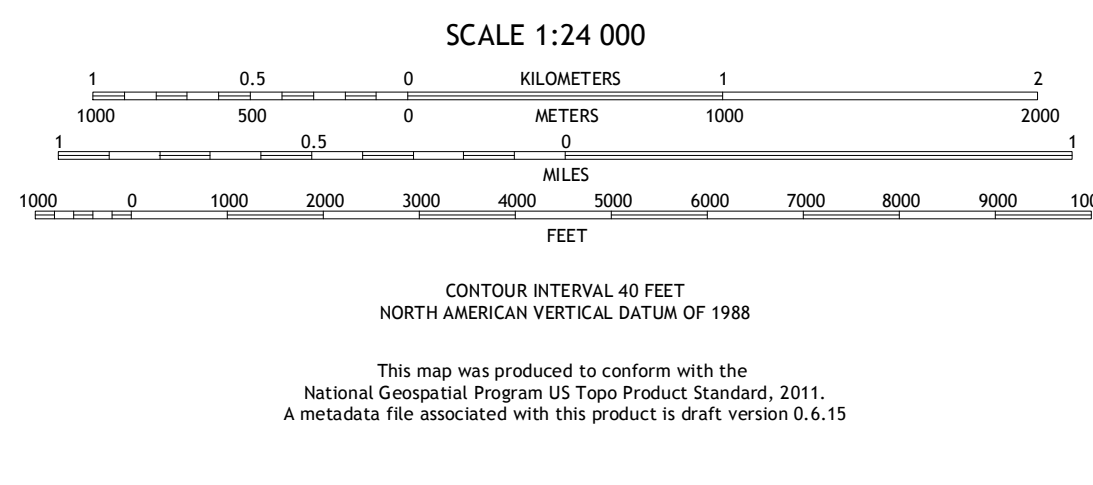 SCALE 1:24 000
1 0.5 0 KILOMETERS 1 2
1000 500 0 METERS 1000 2000
1 0.5 0 1
MILES
1000 0 1000 2000 3000 4000 5000 6000 7000 8000 9000
FEET
CONTOUR INTERVAL 40 FEET
NORTH AMERICAN VERTICAL DATUM OF 1988
This map was produced to conform with the
National Geospatial Program US Topo Product Standard, 2011.
A metadata file associated with this product is draft version 0.6.15